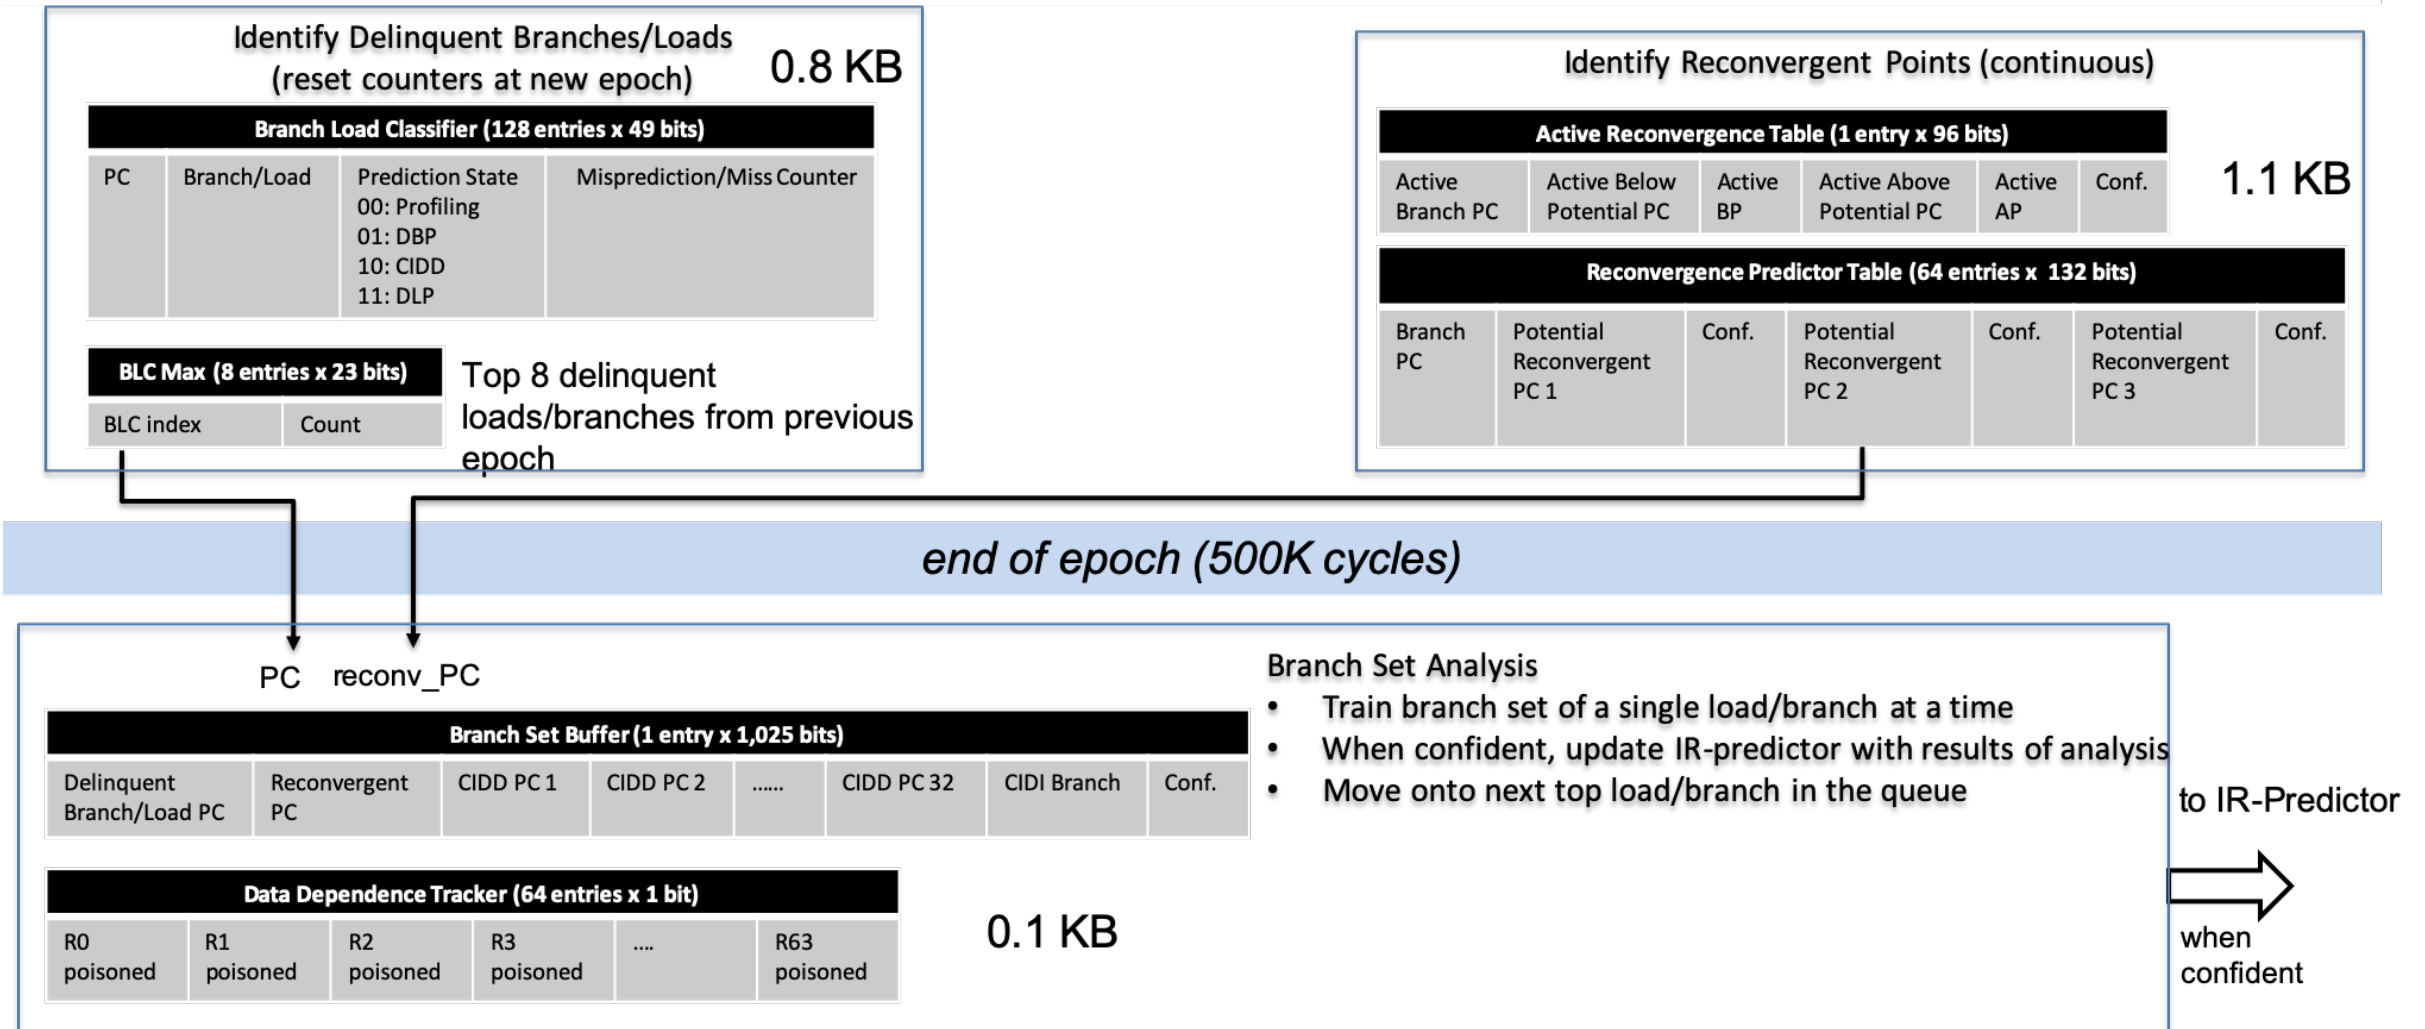 Identify Delinquent Branches/Loads
(reset counters at new epoch)
0.8 KB
Branch Load Classifier (128 entries x 49 bits)
PC
Branch/Load
Prediction State
00: Profiling
01: DBP
10: CIDD
11: DLP
Misprediction/Miss Counter
BLC Max (8 entries x 23 bits)
BLC index
Count
Top 8 delinquent
loads/branches from previous
epoch
Identify Reconvergent Points (continuous)
Active Reconvergence Table (1 entry x 96 bits)
Active
Branch PC
Active Below
Potential PC
Active
BP
Active Above
Potential PC
Active
AP
Conf.
1.1 KB
Reconvergence Predictor Table (64 entries x 132 bits)
Branch
PC
Potential
Reconvergent
PC 1
Conf.
Potential
Reconvergent
PC 2
Conf.
Potential
Reconvergent
PC 3
Conf.
end of epoch (500K cycles)
PC
reconv_PC
Branch Set Buffer (1 entry x 1,025 bits)
Delinquent
Branch/Load PC
Reconvergent
PC
CIDD PC 1
CIDD PC 2
......
CIDD PC 32
CIDI Branch
Conf.
Data Dependence Tracker (64 entries x 1 bit)
R0
poisoned
R1
poisoned
R2
poisoned
R3
poisoned
....
R63
poisoned
0.1 KB
Branch Set Analysis
• Train branch set of a single load/branch at a time
• When confident, update IR-predictor with results of analysis
• Move onto next top load/branch in the queue
to IR-Predictor
when
confident